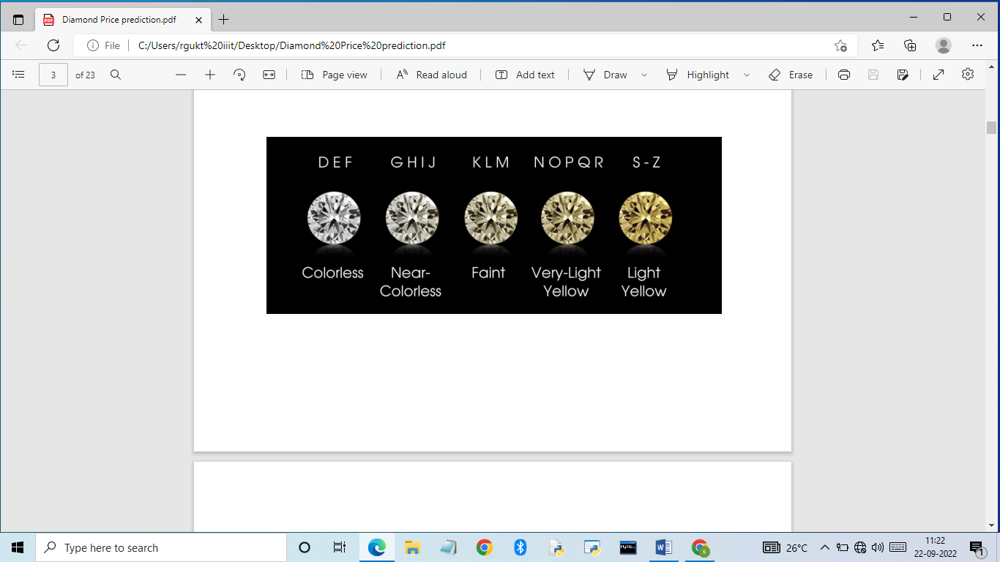 Diamond Price prediction.pdf
File
C:/Users/rgukt%20iiit/Desktop/Diamond%20Price%20prediction.pdf
3 of 23
Page view
Read aloud
Add text
Draw
Highlight
Erase
D E F G H I J K L M N O P Q R S - Z
Colorless Near- Faint Very-Light Light
Colorless Yellow Yellow
Type here to search
26°C
11:22
22-09-2022
1